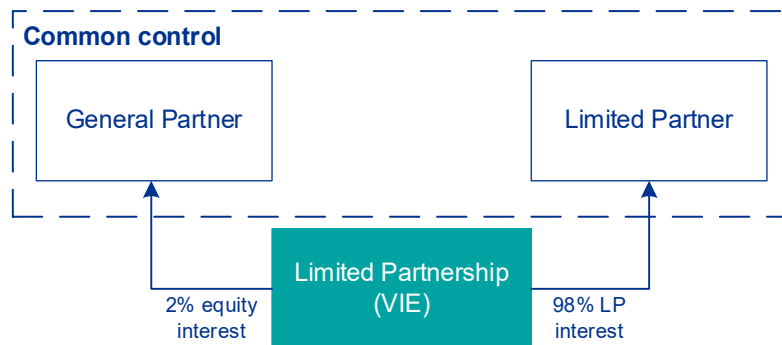 Common control
General Partner
Limited Partner
Limited Partnership
(VIE)
2% equity
interest
98% LP
interest